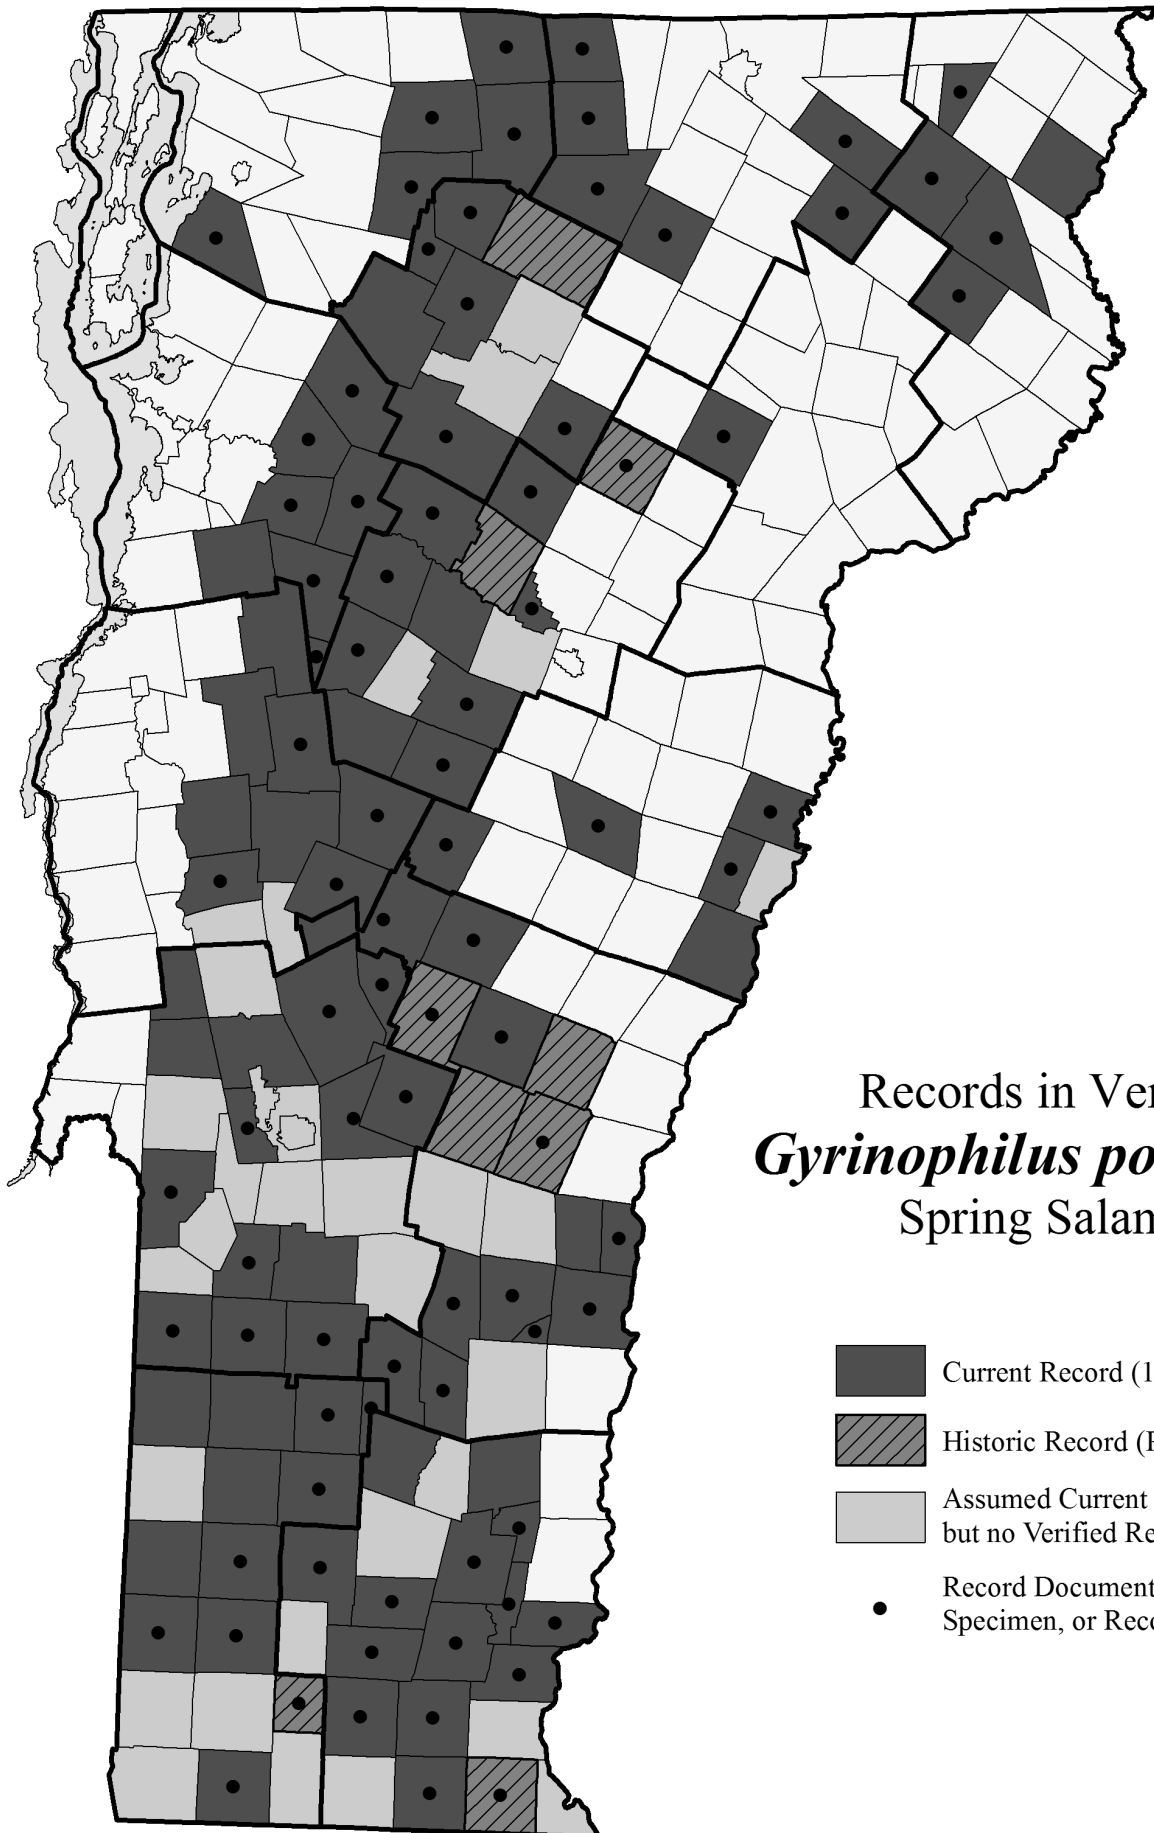 Records in Ver
Gyrinophilus po
Spring Salan
Current Record (1
Historic Record (P
Assumed Current
but no Verified Re
Record Document
Specimen, or Reco